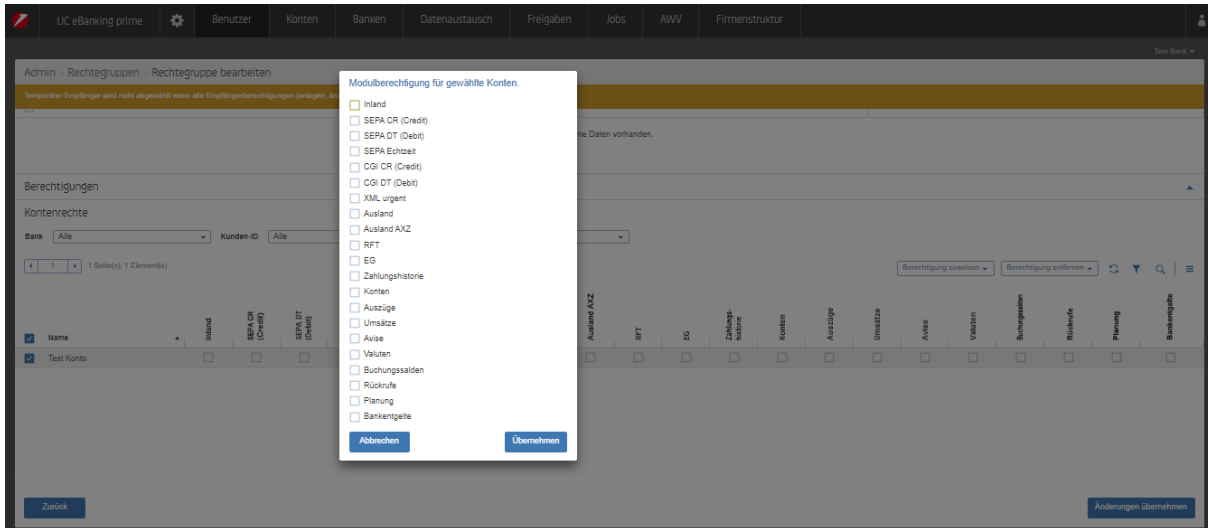 UC eBanking prime
Benutzer
Konten
Banken
Datenaustausch
Freigaben
Jobs
AWV
Firmenstruktur
Test Bank
Admin
Rechtegruppen
Rechtegruppe bearbeiten
Temporärer Empfänger wird nicht abgewählt wenn alle Empfängerberechtigungen (anlegen,
ne Daten vorhanden.
Berechtigungen
Kontenrechte
Bank Alle Kunden-ID Alle
1 1 Seite(n), 1 Element(e)
Berechtigung zuweisen
Berechtigung entfernen
Name
Inland
SEPA CR (Credit)
SEPA DT (Debit)
Ausland AXZ
RFT
EG
Zahlungs-
historie
Konten
Auszüge
Umsätze
Avise
Valuten
Buchungssalden
Rückrufe
Planung
Bankentgelte
Test Konto
Modulberechtigung für gewählte Konten.
Inland
SEPA CR (Credit)
SEPA DT (Debit)
SEPA Echtzeit
CGI CR (Credit)
CGI DT (Debit)
XML urgent
Ausland
Ausland AXZ
RFT
EG
Zahlungshistorie
Konten
Auszüge
Umsätze
Avise
Valuten
Buchungssalden
Rückrufe
Planung
Bankentgelte
Abbrechen
Übernehmen
Zurück
Änderungen übernehmen